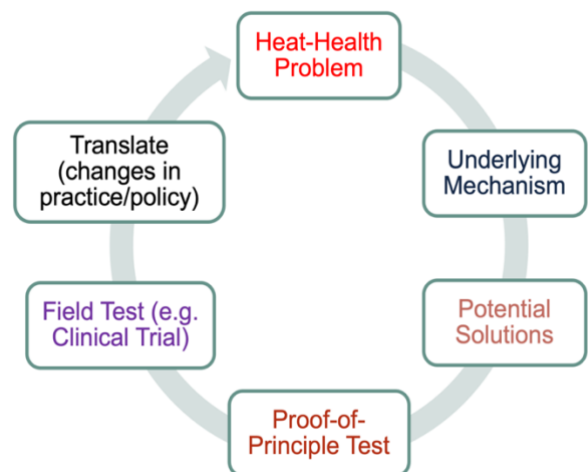 Heat-Health
Problem
Underlying
Mechanism
Potential
Solutions
Proof-of-
Principle Test
Field Test (e.g.
Clinical Trial)
Translate
(changes in
practice/policy)